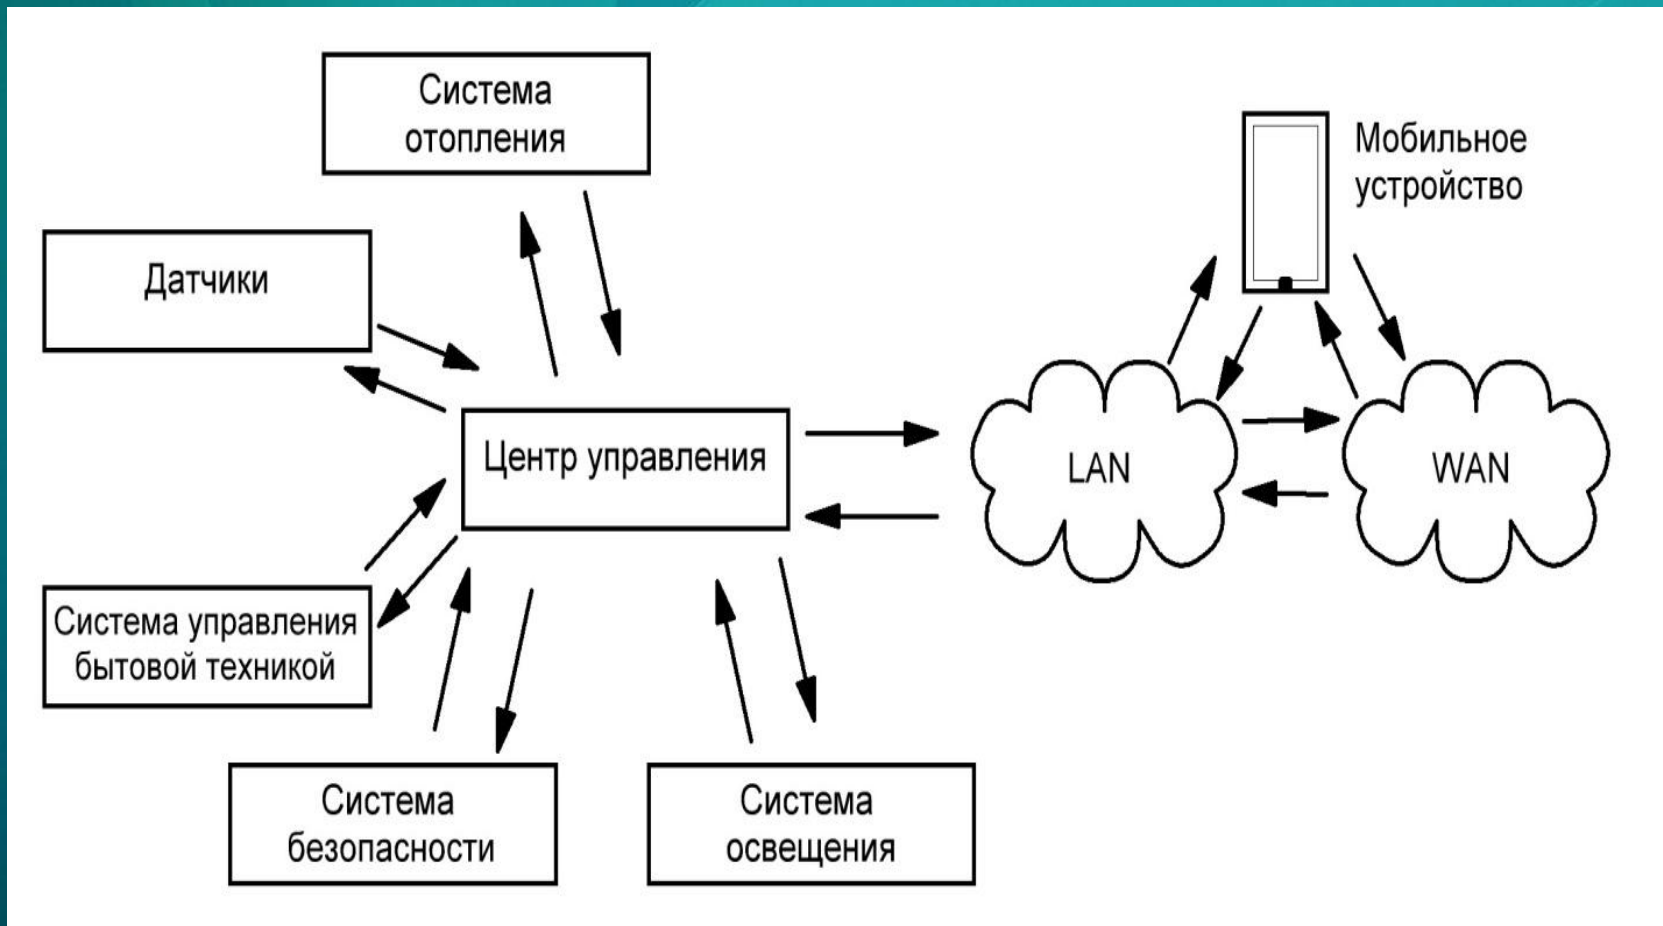 Система
отопления
Мобильное
устройство
Датчики
Центр управления
LAN
WAN
Система управления
бытовой техникой
Система
безопасности
Система
освещения